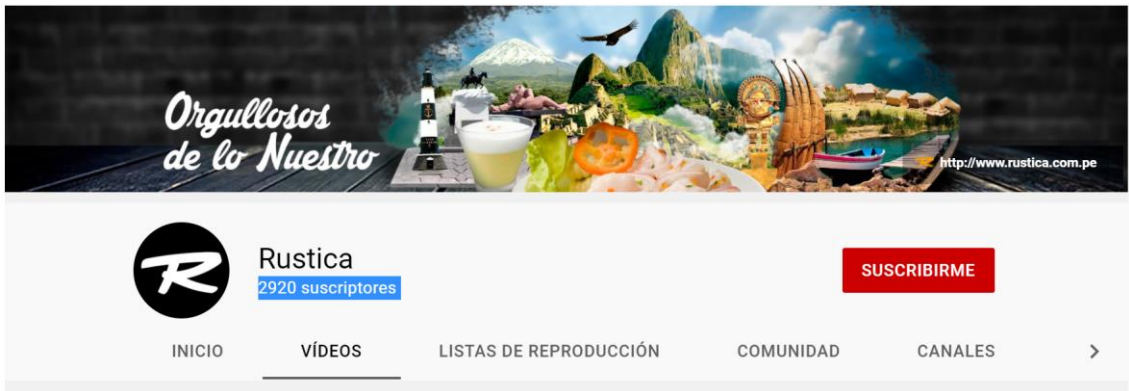 Orgullosos
de lo Nuestro
http://www.rustica.com.pe
R
Rustica
2920 suscriptores
SUSCRIBIRME
INICIO VÍDEOS LISTAS DE REPRODUCCIÓN COMUNIDAD CANALES